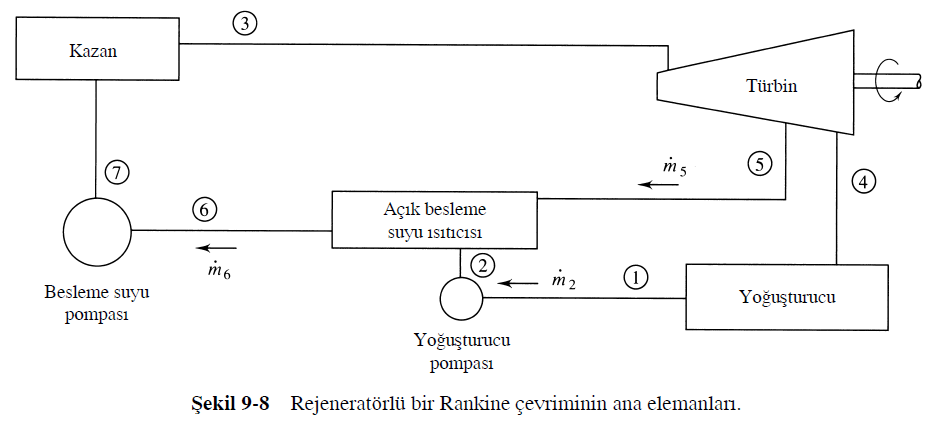 ③
Kazan
Türbin
⑦
ṁ5
⑤
④
⑥
Açık besleme
suyu ısıtıcısı
ṁ6
②
ṁ2
①
Yoğuşturucu
Besleme suyu
pompası
Yoğuşturucu
pompası
Şekil 9-8 Rejeneratörlü bir Rankine çevriminin ana elemanları.